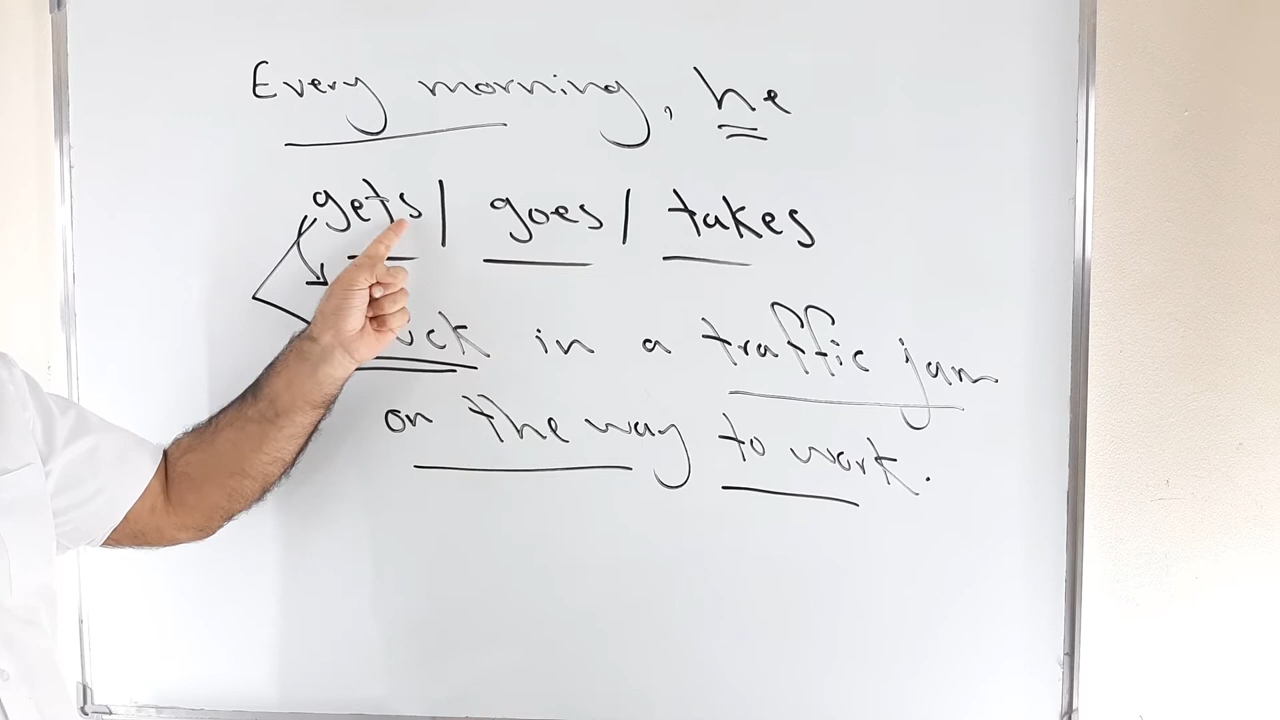 Every morning, he
gets / goes / takes
in a traffic jam
on the way to work.